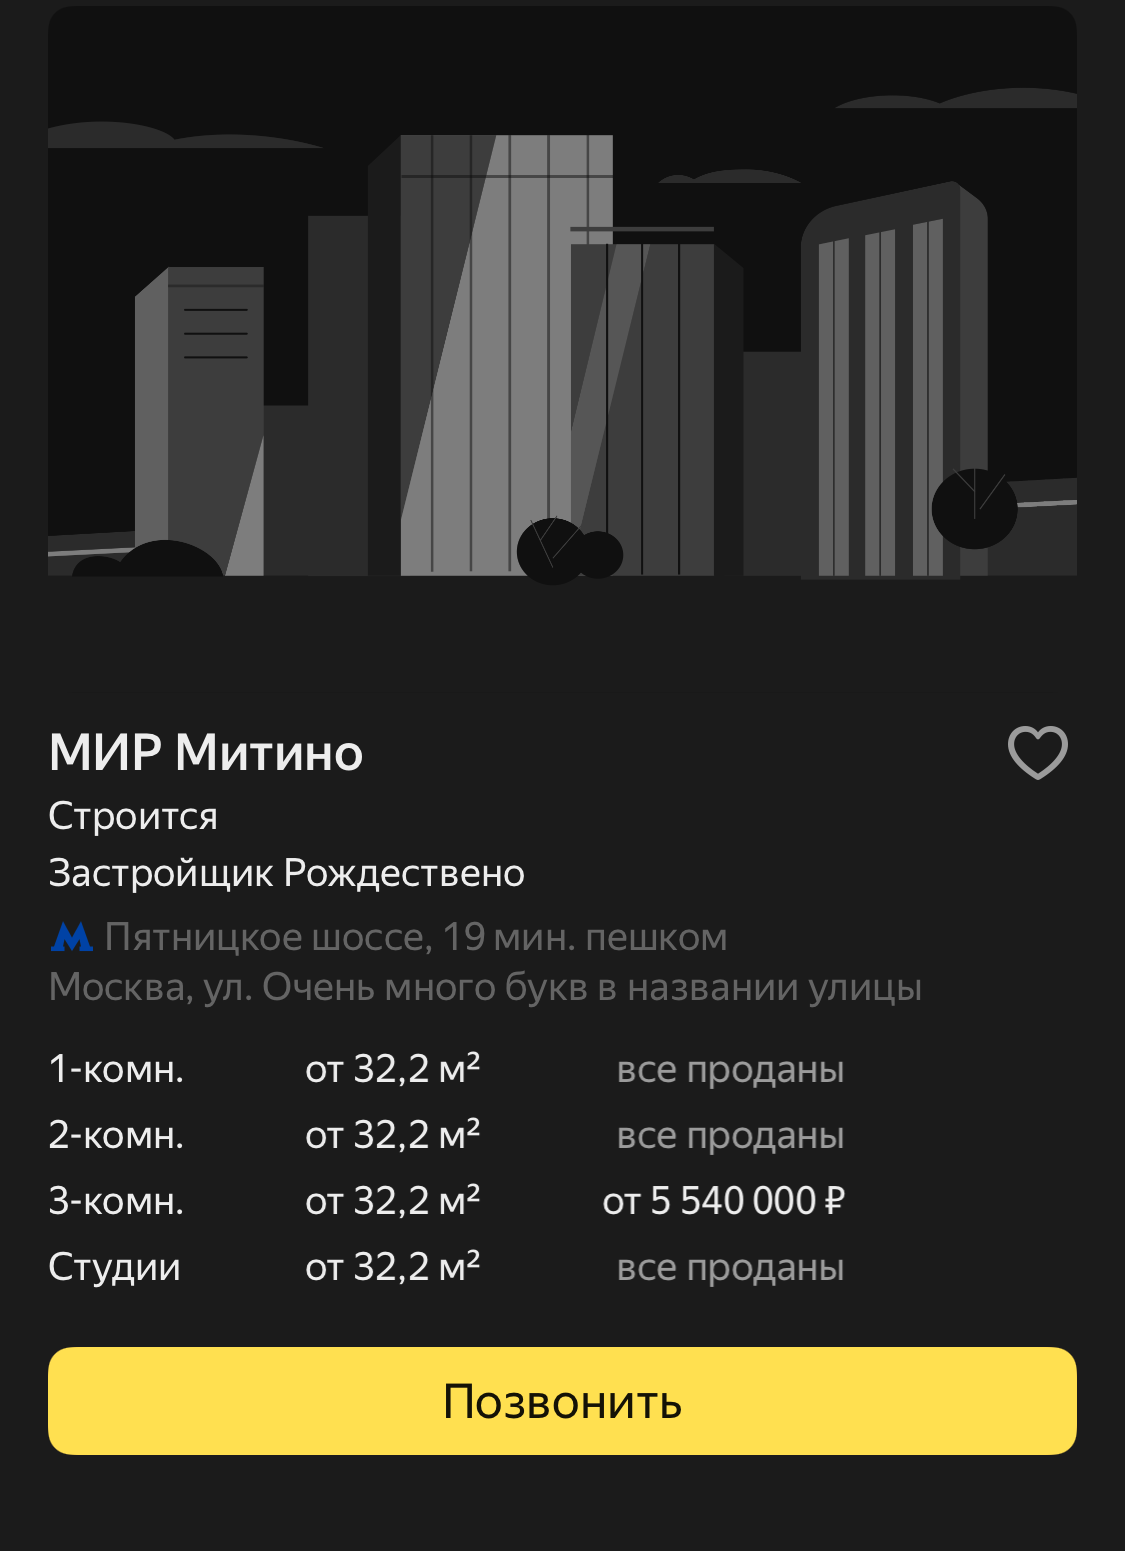 МИР Митино
Строится
Застройщик Рождествено
Пятницкое шоссе, 19 мин. пешком
Москва, ул. Очень много букв в названии улицы
1-комн. от 32,2 м² все проданы
2-комн. от 32,2 м² все проданы
3-комн. от 32,2 м² от 5 540 000 ₽
Студии от 32,2 м² все проданы
Позвонить